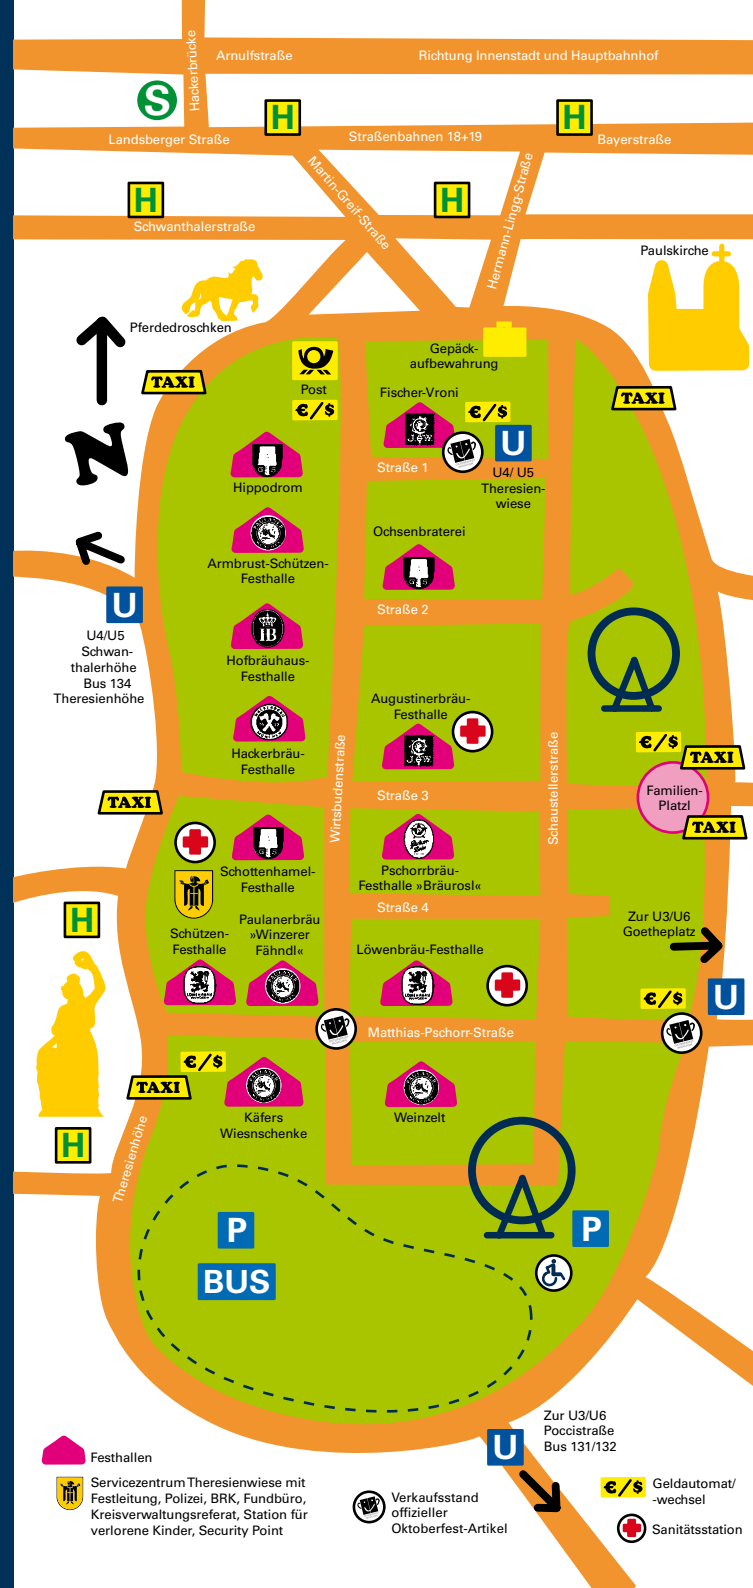 Hackerbrücke
Arnulfstraße
Richtung Innenstadt und Hauptbahnhof
S
H
H
Landsberger Straße
Straßenbahnen 18+19
Bayerstraße
Martin-Greif-Straße
Hermann-Lingg-Straße
H
H
Schwanthalerstraße
Paulskirche
Pferdedroschken
Gepäck-
aufbewahrung
TAXI
Post
€/$
Fischer-Vroni
€/$
TAXI
N
Straße 1
U
U4/ U5
Theresien-
wiese
Hippodrom
Ochsenbraterei
Armbrust-Schützen-
Festhalle
U
U4/U5
Schwan-
thalerhöhe
Bus 134
Theresienhöhe
Straße 2
HB
Hofbräuhaus-
Festhalle
Augustinerbräu-
Festhalle
Hackerbräu-
Festhalle
Wirtsbudenstraße
Schaustellerstraße
€/$
TAXI
Familien-
Platzl
TAXI
TAXI
Straße 3
Schottenhamel-
Festhalle
Pschorrbräu-
Festhalle »Bräurosl«
Straße 4
H
Schützen-
Festhalle
Paulanerbräu
»Winzerer
Fähndl«
Löwenbräu-Festhalle
Zur U3/U6
Goetheplatz
€/$
U
Matthias-Pschorr-Straße
€/$
TAXI
Käfers
Wiesnschenke
Weinzelt
H
Theresienhöhe
P
BUS
P
U
Zur U3/U6
Poccistraße
Bus 131/132
Festhallen
Servicezentrum Theresienwiese mit
Festleitung, Polizei, BRK, Fundbüro,
Kreisverwaltungsreferat, Station für
verlorene Kinder, Security Point
Verkaufsstand
offizieller
Oktoberfest-Artikel
€/$
Geldautomat/
-wechsel
Sanitätsstation